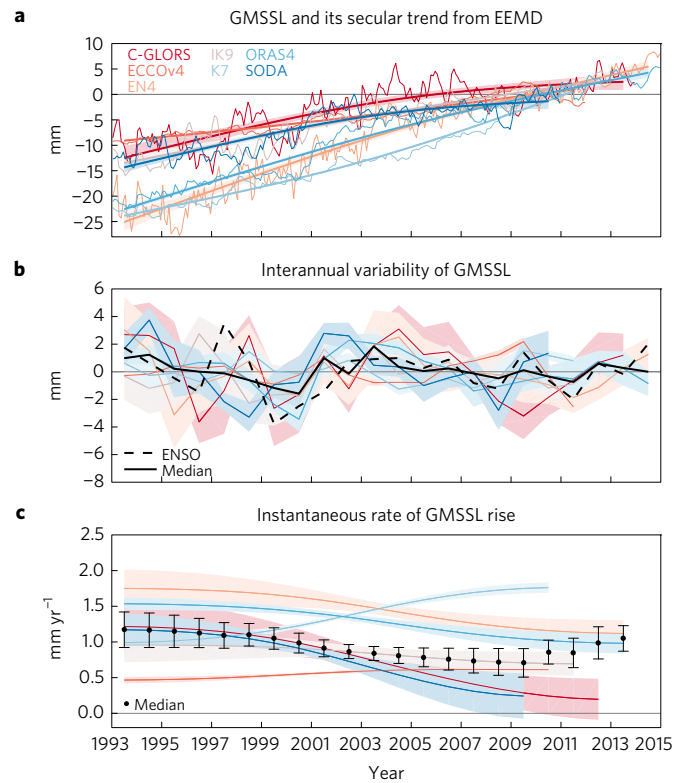 a
GMSSL and its secular trend from EEMD
10
5
0
−5
−10
−15
−20
−25
mm
C-GLORS IK9 ORAS4
ECCOv4 K7 SODA
EN4
b
Interannual variability of GMSSL
6
4
2
0
−2
−4
−6
−8
mm
ENSO
Median
c
Instantaneous rate of GMSSL rise
2.5
2.0
1.5
1.0
0.5
0.0
mm yr−1
Median
1993 1995 1997 1999 2001 2003 2005 2007 2009 2011 2013 2015
Year